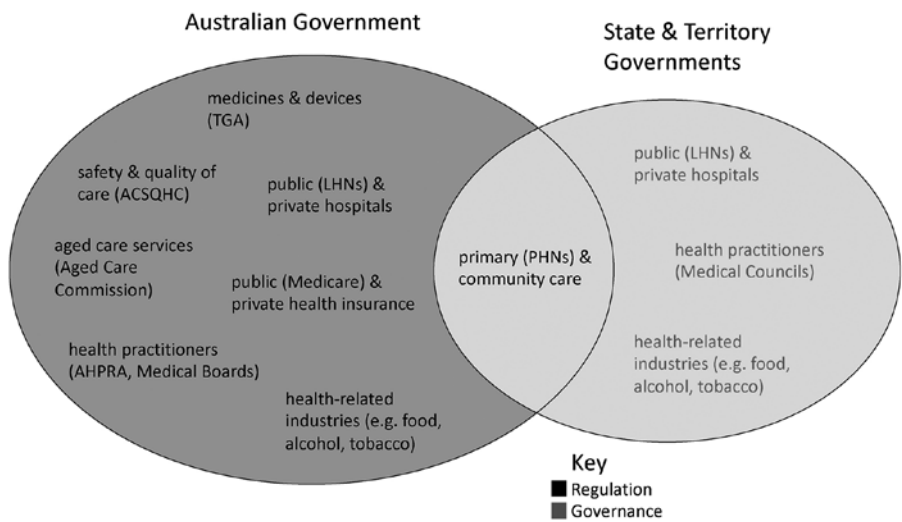 Australian Government
State & Territory
Governments
medicines & devices
(TGA)
safety & quality of
care (ACSQHC)
public (LHNs) &
private hospitals
aged care services
(Aged Care
Commission)
public (Medicare) &
private health insurance
health practitioners
(AHPRA, Medical Boards)
health-related
industries (e.g. food,
alcohol, tobacco)
primary (PHNs) &
community care
public (LHNs) &
private hospitals
health practitioners
(Medical Councils)
health-related
industries (e.g. food,
alcohol, tobacco)
Key
Regulation
Governance